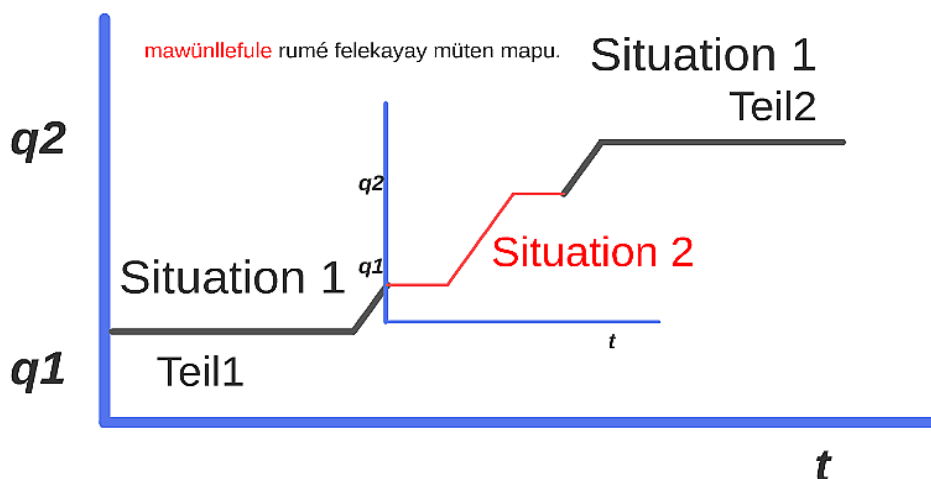 mawünllefule rumé felekayay müten mapu.
Situation 1
Teil2
q2
q2
Situation 2
Situation 1
q1
t
q1
Teil1
t